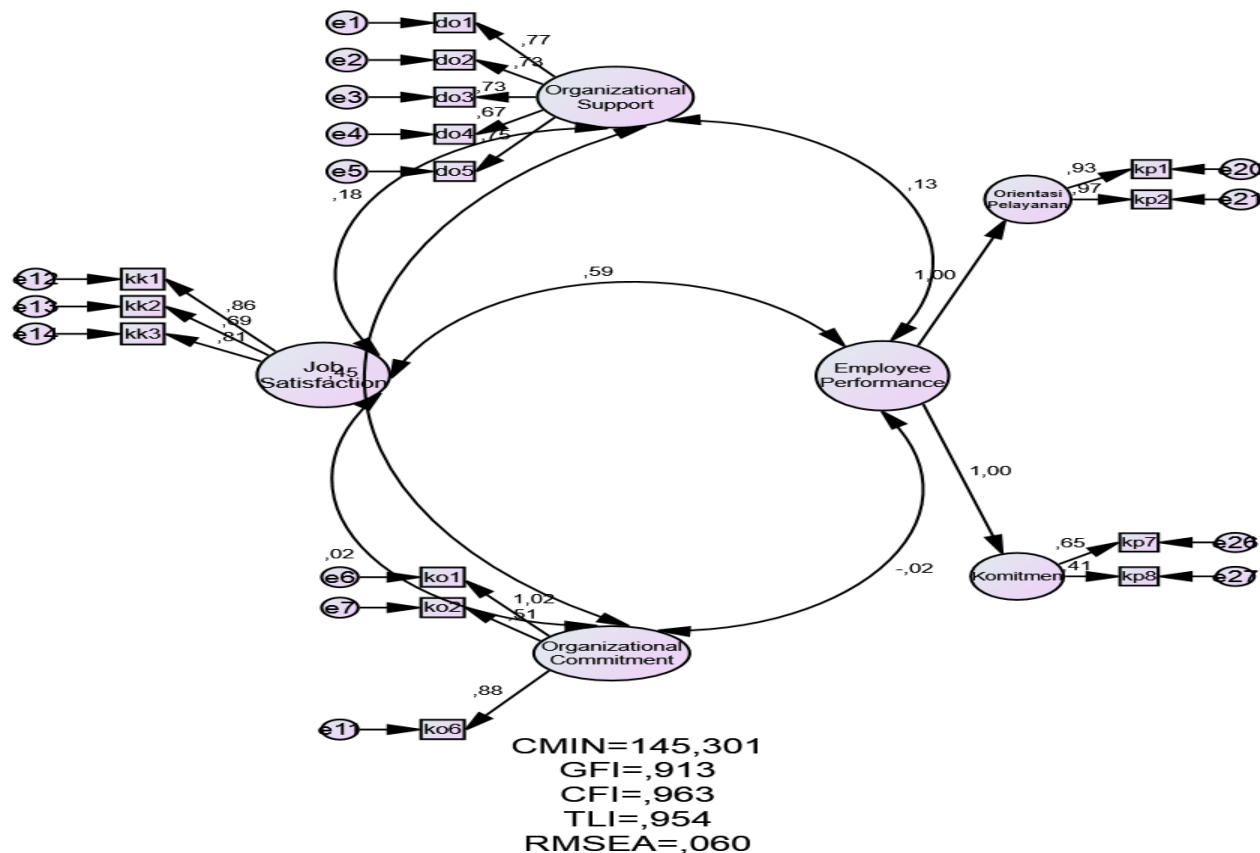 e1
do1
,77
e2
do2
,73
e3
do3
,73
e4
do4
,67
e5
do5
,75
Organizational
Support
,18
,13
,93
kp1
e20
Orientasi
Pelayanan
,97
kp2
e21
e12
kk1
,86
e13
kk2
,69
e14
kk3
,81
,59
1,00
Job
Satisfaction
,45
Employee
Performance
1,00
,02
-,02
e6
ko1
1,02
e7
ko2
,51
Organizational
Commitment
,88
e11
ko6
Komitmen
,65
kp7
e26
,41
kp8
e27
CMIN=145,301
GFI=,913
CFI=,963
TLI=,954
RMSEA=,060